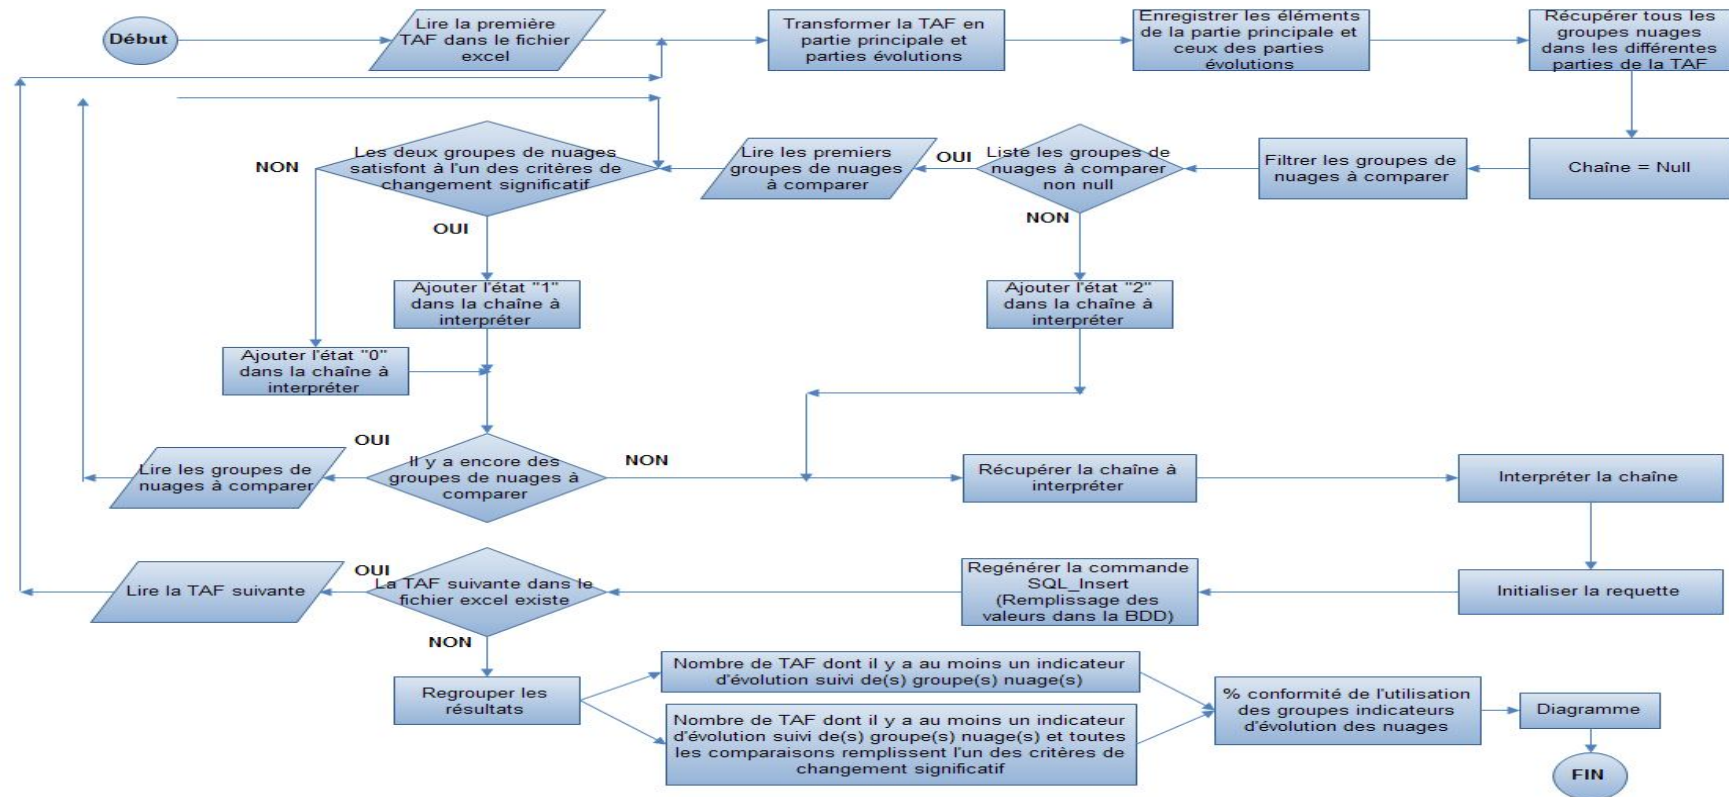 Début
Lire la première
TAF dans le fichier
excel
Transformer la TAF en
partie principale et
parties évolutions
Enregistrer les éléments
de la partie principale et
ceux des parties
évolutions
Récupérer tous les
groupes nuages
dans les différentes
parties de la TAF
NON
Les deux groupes de nuages
satisfont à l'un des critères de
changement significatif
OUI
Lire les premiers
groupes de nuages
à comparer
OUI
Liste les groupes de
nuages à comparer
non null
NON
Filtrer les groupes de
nuages à comparer
Chaîne = Null
Ajouter l'état "1"
dans la chaîne à
interpréter
Ajouter l'état "2"
dans la chaîne à
interpréter
Ajouter l'état "0"
dans la chaîne à
interpréter
Lire les groupes de
nuages à comparer
OUI
Il y a encore des
groupes de nuages à
comparer
NON
Récupérer la chaîne à
interpréter
Interpréter la chaîne
Lire la TAF suivante
OUI
La TAF suivante dans le
fichier excel existe
NON
Regénérer la commande
SQL_Insert
(Remplissage des
valeurs dans la BDD)
Initialiser la requette
Regrouper les
résultats
Nombre de TAF dont il y a au moins un indicateur
d'évolution suivi de(s) groupe(s) nuage(s)
Nombre de TAF dont il y a au moins un indicateur
d'évolution suivi de(s) groupe(s) nuage(s) et toutes
les comparaisons remplissent l'un des critères de
changement significatif
% conformité de l'utilisation
des groupes indicateurs
d'évolution des nuages
Diagramme
FIN